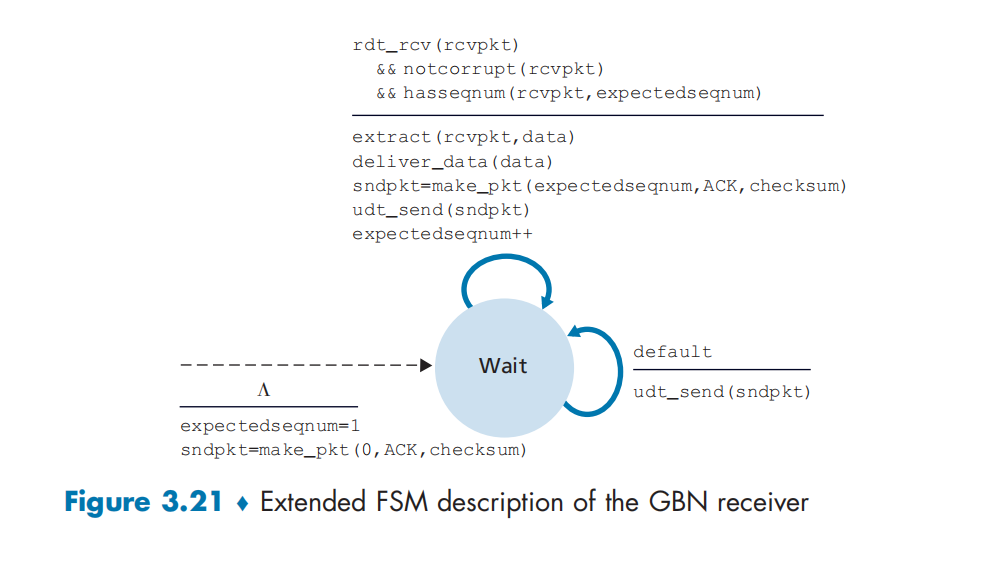 rdt_rcv(rcvpkt)
&& notcorrupt(rcvpkt)
&& hasseqnum(rcvpkt,expectedseqnum)
extract(rcvpkt,data)
deliver_data(data)
sndpkt=make_pkt(expectedseqnum,ACK,checksum)
udt_send(sndpkt)
expectedseqnum++
Wait
default
udt_send(sndpkt)
Λ
expectedseqnum=1
sndpkt=make_pkt(0,ACK,checksum)
Figure 3.21 ♦ Extended FSM description of the GBN receiver